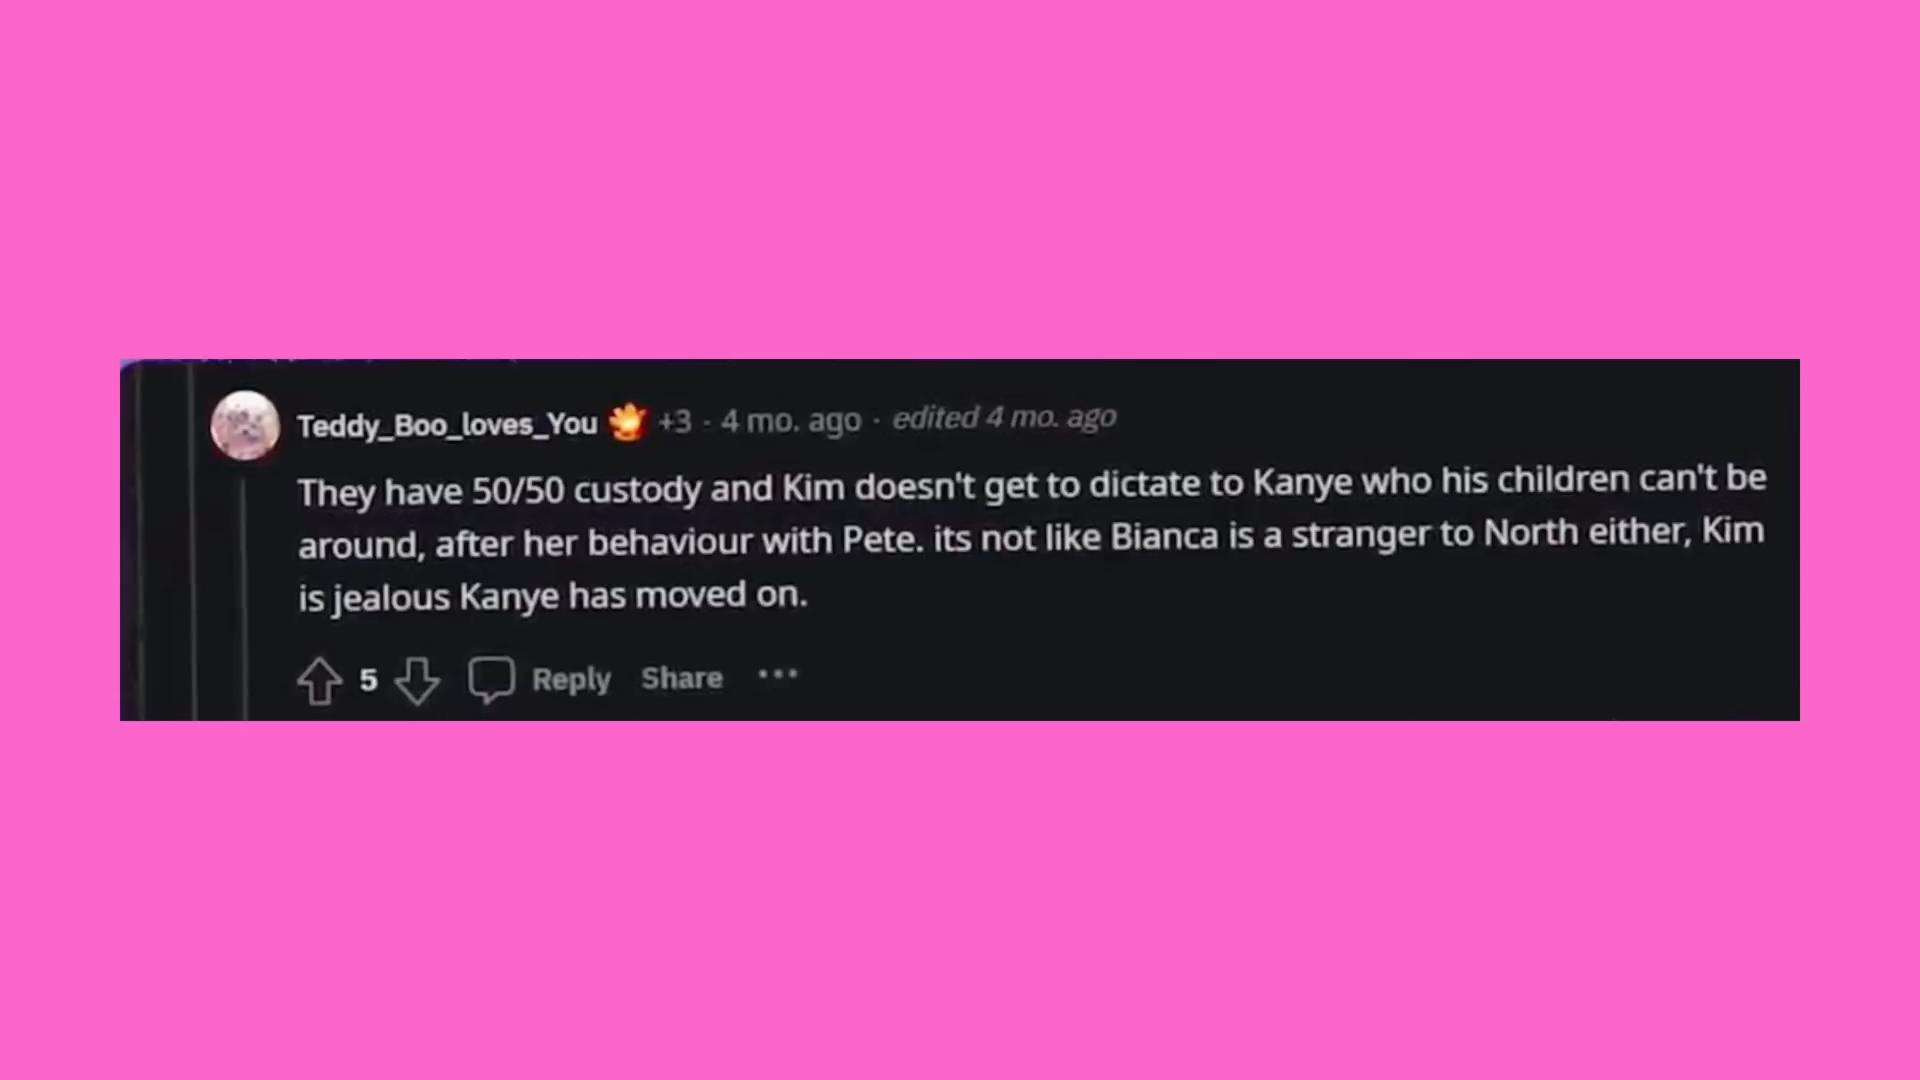 Teddy_Boo_loves_You +3 · 4 mo. ago · edited 4 mo. ago
They have 50/50 custody and Kim doesn't get to dictate to Kanye who his children can't be
around, after her behaviour with Pete. its not like Bianca is a stranger to North either, Kim
is jealous Kanye has moved on.
5 Reply Share ···